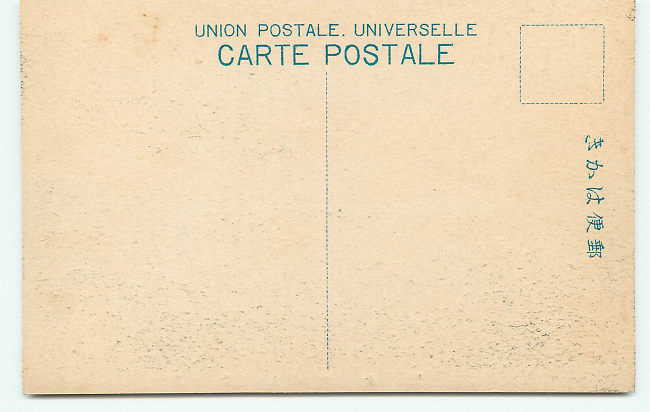 UNION POSTALE. UNIVERSELLE
CARTE POSTALE
郵便はかき